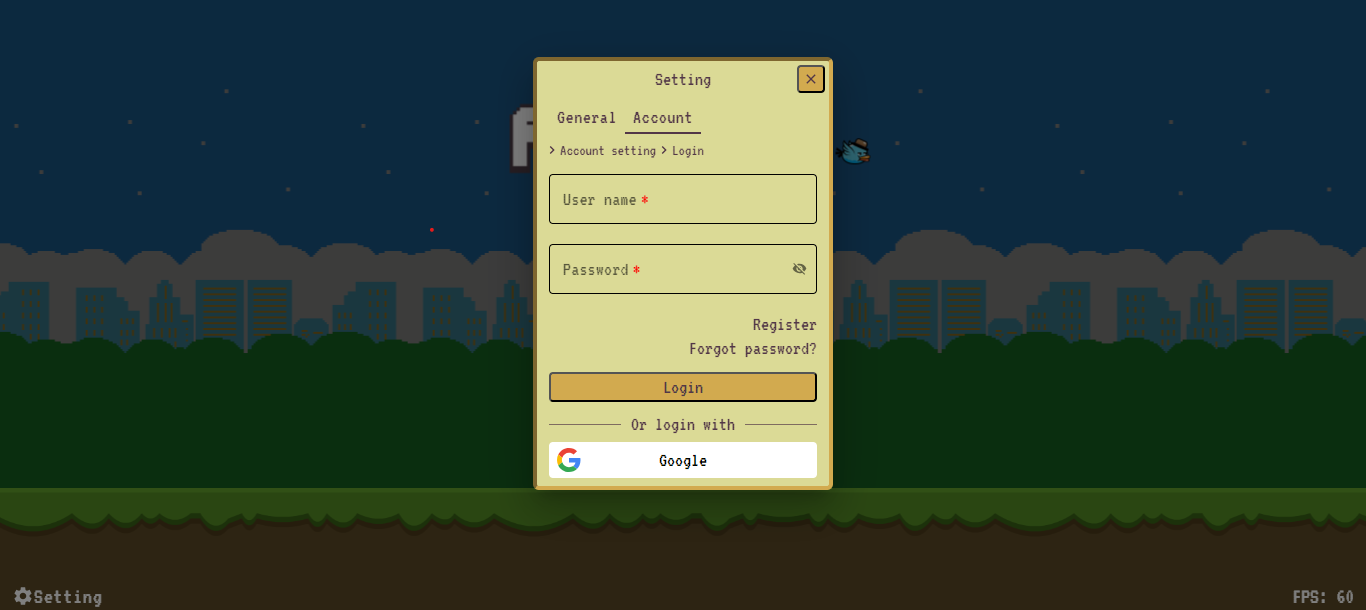 Setting
General Account
Account setting Login
User name *
Password *
Register
Forgot password?
Login
Or login with
Google
Setting
FPS: 60